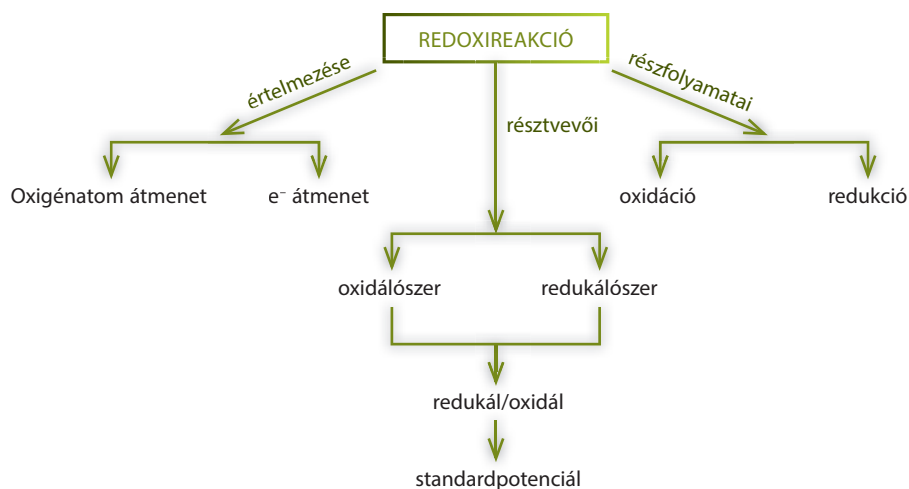 REDOXIREAKCIÓ
értelmezése
résztvevői
részfolyamatai
Oxigénatom átmenet
e⁻ átmenet
oxidáció
redukció
oxidálószer
redukálószer
redukál/oxidál
standardpotenciál